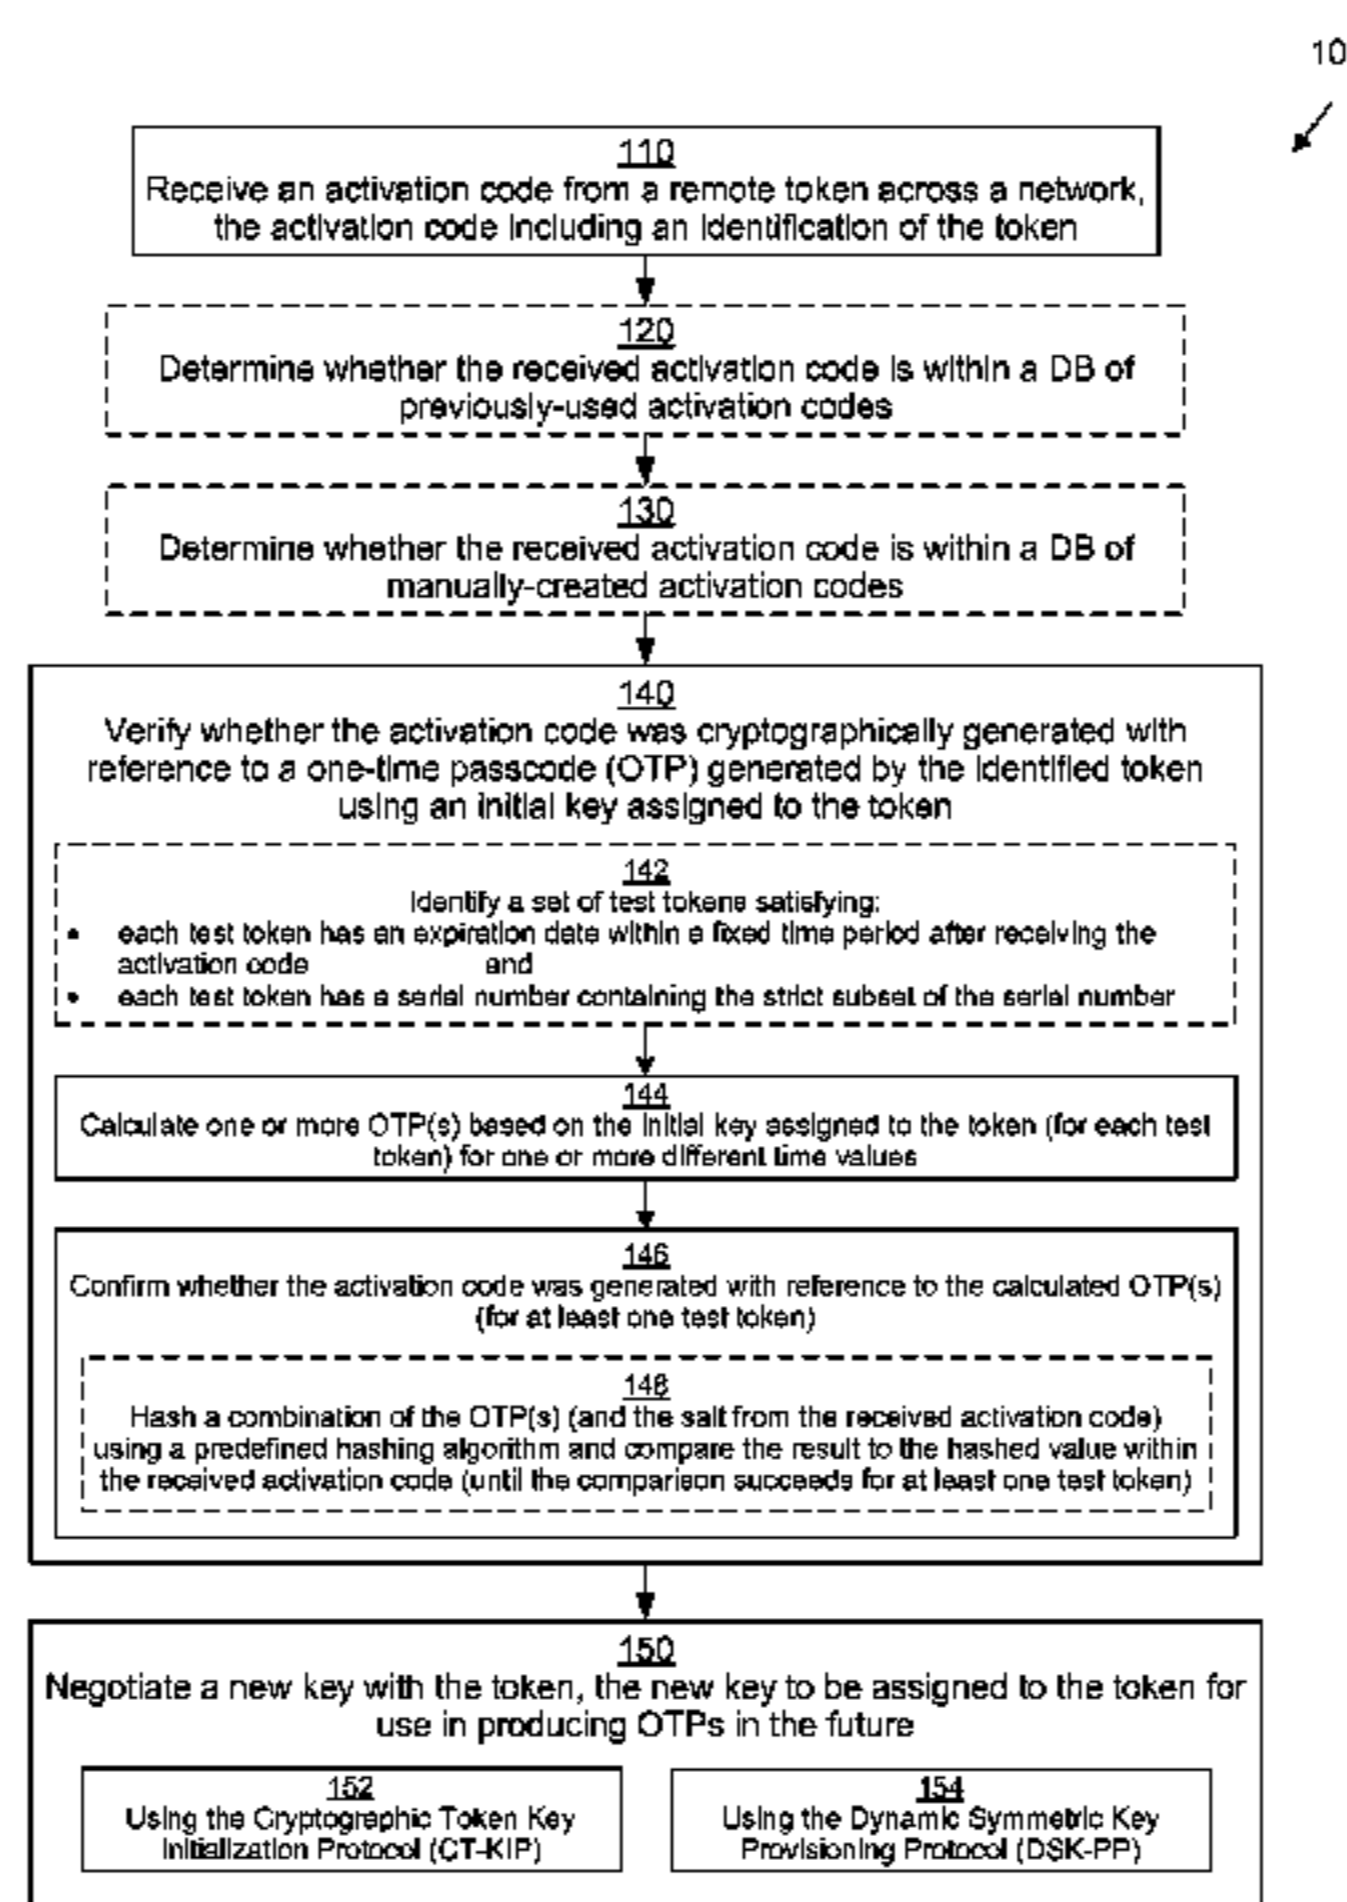 10
110
Receive an activation code from a remote token across a network,
the activation code including an identification of the token
120
Determine whether the received activation code is within a DB of
previously-used activation codes
130
Determine whether the received activation code is within a DB of
manually-created activation codes
140
Verify whether the activation code was cryptographically generated with
reference to a one-time passcode (OTP) generated by the identified token
using an initial key assigned to the token
142
Identify a set of test tokens satisfying:
• each test token has an expiration date within a fixed time period after receiving the
activation code and
• each test token has a serial number containing the strict subset of the serial number
144
Calculate one or more OTP(s) based on the initial key assigned to the token (for each test
token) for one or more different time values
146
Confirm whether the activation code was generated with reference to the calculated OTP(s)
(for at least one test token)
148
Hash a combination of the OTP(s) (and the salt from the received activation code)
using a predefined hashing algorithm and compare the result to the hashed value within
the received activation code (until the comparison succeeds for at least one test token)
150
Negotiate a new key with the token, the new key to be assigned to the token for
use in producing OTPs in the future
152
Using the Cryptographic Token Key
Initialization Protocol (CT-KIP)
154
Using the Dynamic Symmetric Key
Provisioning Protocol (DSK-PP)